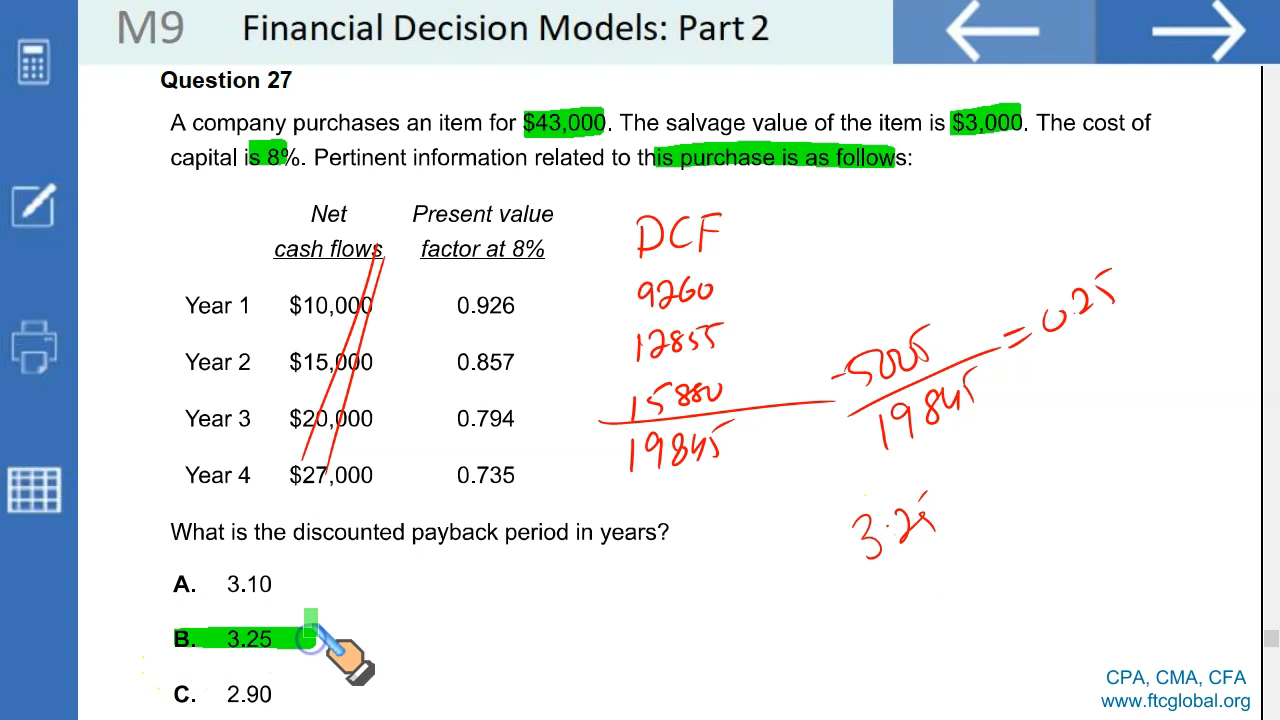 M9 Financial Decision Models: Part 2
Question 27
A company purchases an item for $43,000. The salvage value of the item is $3,000. The cost of
capital is 8%. Pertinent information related to this purchase is as follows:
Net Present value
cash flows factor at 8%
Year 1 $10,000 0.926
Year 2 $15,000 0.857
Year 3 $20,000 0.794
Year 4 $27,000 0.735
DCF
9260
12855
15880
19845
-5005
19845
= 0.25
3.25
What is the discounted payback period in years?
A. 3.10
B. 3.25
C. 2.90
CPA, CMA, CFA
www.ftcglobal.org